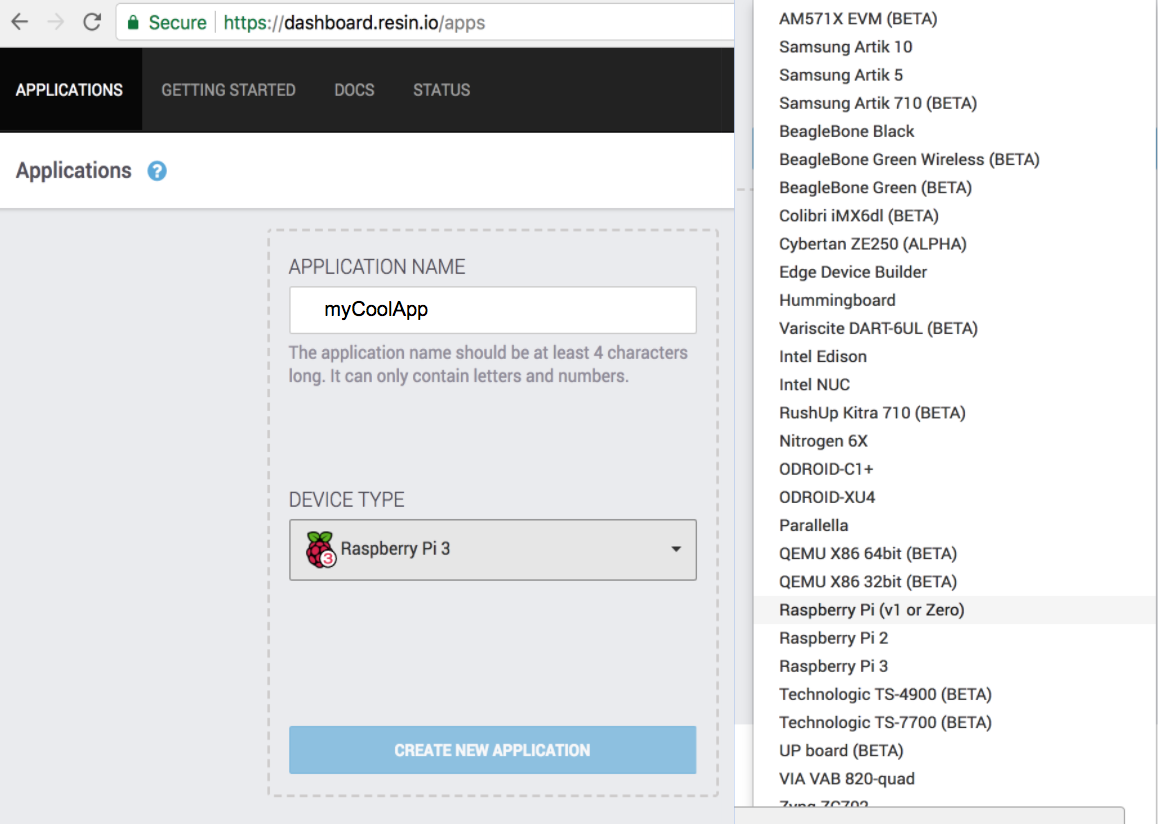 Secure https://dashboard.resin.io/apps
APPLICATIONS GETTING STARTED DOCS STATUS
Applications ?
APPLICATION NAME
myCoolApp
The application name should be at least 4 characters
long. It can only contain letters and numbers.
DEVICE TYPE
3 Raspberry Pi 3
CREATE NEW APPLICATION
AM571X EVM (BETA)
Samsung Artik 10
Samsung Artik 5
Samsung Artik 710 (BETA)
BeagleBone Black
BeagleBone Green Wireless (BETA)
BeagleBone Green (BETA)
Colibri iMX6dl (BETA)
Cybertan ZE250 (ALPHA)
Edge Device Builder
Hummingboard
Variscite DART-6UL (BETA)
Intel Edison
Intel NUC
RushUp Kitra 710 (BETA)
Nitrogen 6X
ODROID-C1+
ODROID-XU4
Parallella
QEMU X86 64bit (BETA)
QEMU X86 32bit (BETA)
Raspberry Pi (v1 or Zero)
Raspberry Pi 2
Raspberry Pi 3
Technologic TS-4900 (BETA)
Technologic TS-7700 (BETA)
UP board (BETA)
VIA VAB 820-quad